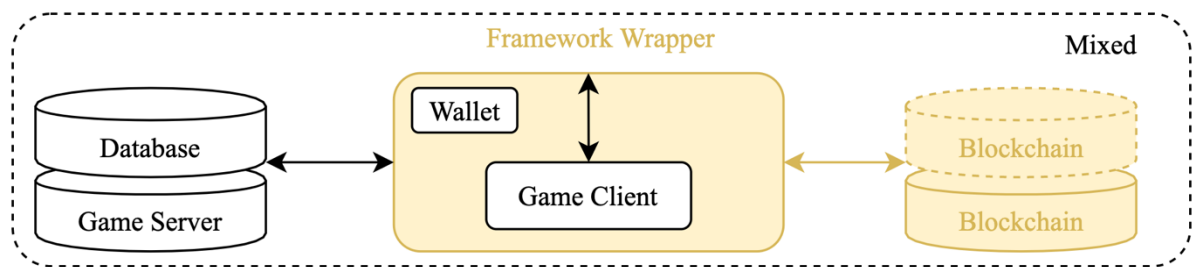 Framework Wrapper
Mixed
Wallet
Database
Blockchain
Game Client
Game Server
Blockchain